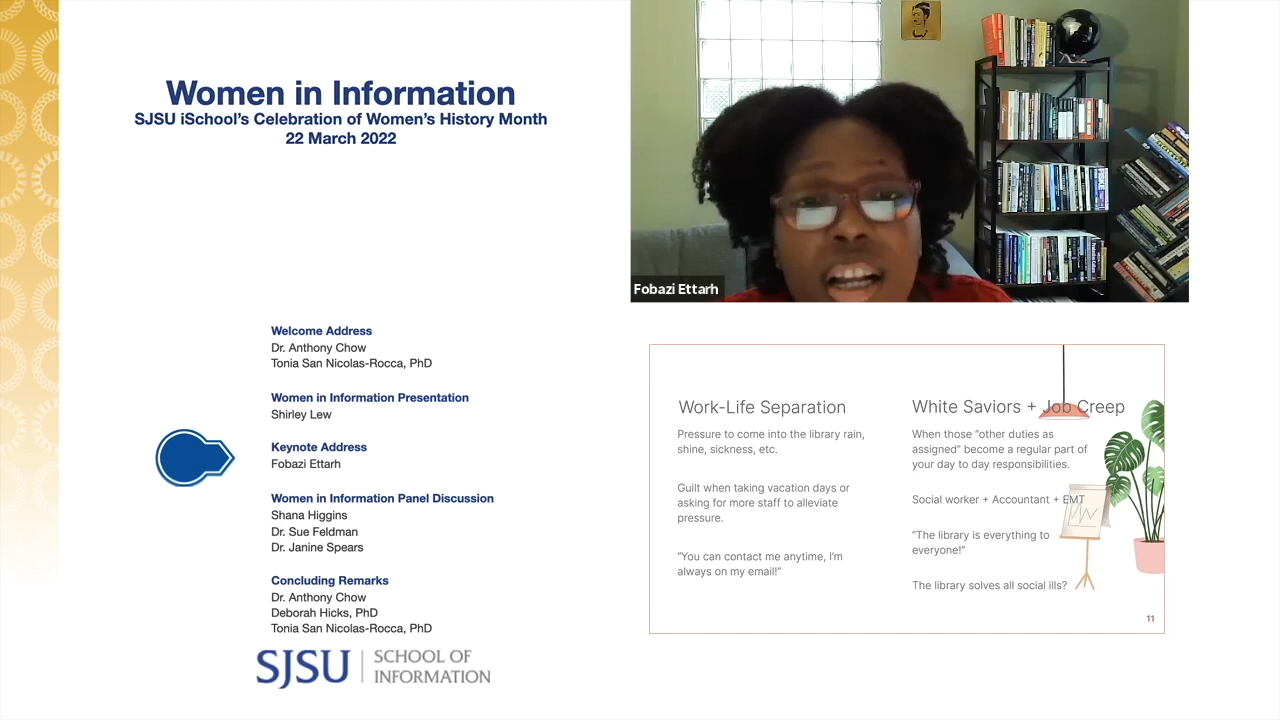 Women in Information
SJSU iSchool's Celebration of Women's History Month
22 March 2022
Fobazi Ettarh
Welcome Address
Dr. Anthony Chow
Tonia San Nicolas-Rocca, PhD
Women in Information Presentation
Shirley Lew
Keynote Address
Fobazi Ettarh
Women in Information Panel Discussion
Shana Higgins
Dr. Sue Feldman
Dr. Janine Spears
Concluding Remarks
Dr. Anthony Chow
Deborah Hicks, PhD
Tonia San Nicolas-Rocca, PhD
SJSU
SCHOOL OF
INFORMATION
Work-Life Separation
Pressure to come into the library rain,
shine, sickness, etc.
Guilt when taking vacation days or
asking for more staff to alleviate
pressure.
"You can contact me anytime, I'm
always on my email!"
White Saviors + Job Creep
When those "other duties as
assigned" become a regular part of
your day to day responsibilities.
Social worker + Accountant + EMT
"The library is everything to
everyone!"
The library solves all social ills?
11